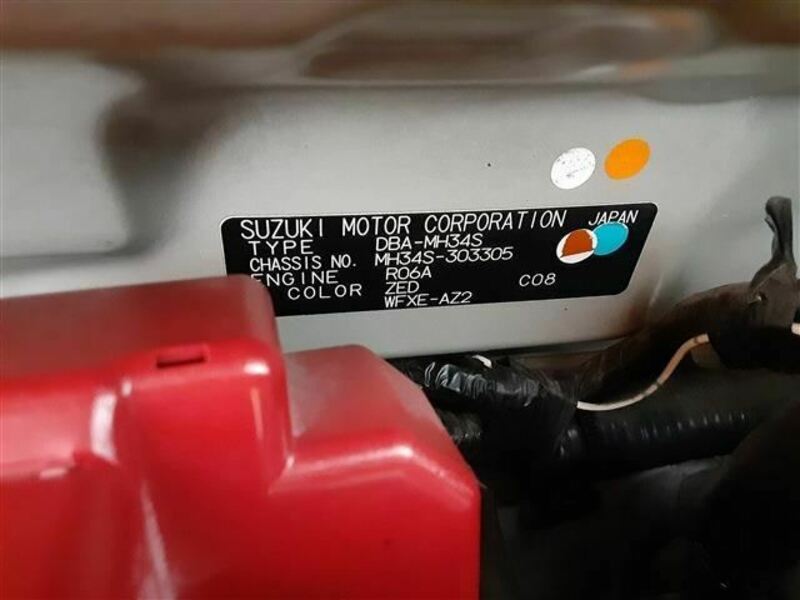 SUZUKI MOTOR CORPORATION JAPAN
TYPE DBA-MH34S
CHASSIS NO. MH34S-303305
ENGINE R06A
COLOR ZED C08
WFXE-AZ2